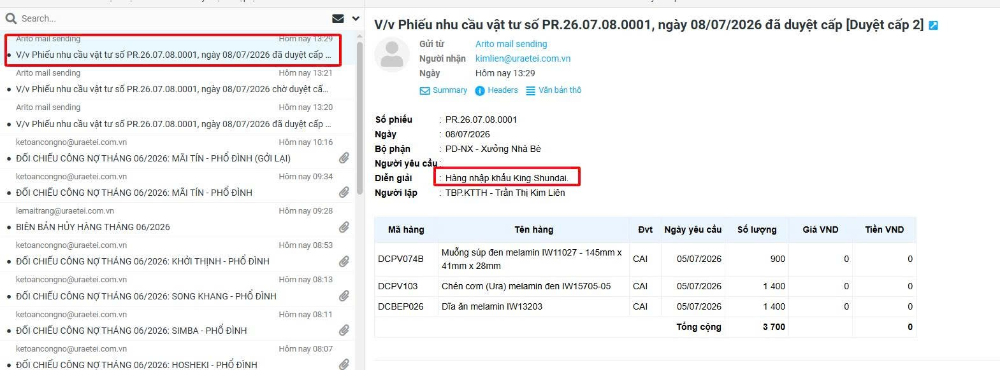 Search...
Arito mail sending Hôm nay 13:29
V/v Phiếu nhu cầu vật tư số PR.26.07.08.0001, ngày 08/07/2026 đã duyệt cấp ...
Arito mail sending Hôm nay 13:21
V/v Phiếu nhu cầu vật tư số PR.26.07.08.0001, ngày 08/07/2026 chờ duyệt cấ...
Arito mail sending Hôm nay 13:20
V/v Phiếu nhu cầu vật tư số PR.26.07.08.0001, ngày 08/07/2026 đã duyệt cấp ...
ketoancongno@uraetei.com.vn Hôm nay 10:16
ĐỐI CHIẾU CÔNG NỢ THÁNG 06/2026: MÃI TÍN - PHỔ ĐÌNH (GỞI LẠI)
ketoancongno@uraetei.com.vn Hôm nay 09:34
ĐỐI CHIẾU CÔNG NỢ THÁNG 06/2026: MÃI TÍN - PHỔ ĐÌNH
lemaitrang@uraetei.com.vn Hôm nay 09:28
BIÊN BẢN HỦY HÀNG THÁNG 06/2026
ketoancongno@uraetei.com.vn Hôm nay 08:53
ĐỐI CHIẾU CÔNG NỢ THÁNG 06/2026: KHỞI THỊNH - PHỔ ĐÌNH
ketoancongno@uraetei.com.vn Hôm nay 08:13
ĐỐI CHIẾU CÔNG NỢ THÁNG 06/2026: SONG KHANG - PHỔ ĐÌNH
ketoancongno@uraetei.com.vn Hôm nay 08:11
ĐỐI CHIẾU CÔNG NỢ THÁNG 06/2026: SIMBA - PHỔ ĐÌNH
ketoancongno@uraetei.com.vn Hôm nay 08:07
ĐỐI CHIẾU CÔNG NỢ THÁNG 06/2026: HOSHEKI - PHỔ ĐÌNH
V/v Phiếu nhu cầu vật tư số PR.26.07.08.0001, ngày 08/07/2026 đã duyệt cấp [Duyệt cấp 2]
Gửi từ Arito mail sending
Người nhận kimlien@uraetei.com.vn
Ngày Hôm nay 13:29
Summary Headers Văn bản thô
Số phiếu : PR.26.07.08.0001
Ngày : 08/07/2026
Bộ phận : PD-NX - Xưởng Nhà Bè
Người yêu cầu :
Diễn giải : Hàng nhập khẩu King Shundai.
Người lập : TBP.KTTH - Trần Thị Kim Liên
Mã hàng Tên hàng Đvt Ngày yêu cầu Số lượng Giá VND Tiền VND
DCPV074B Muỗng súp đen melamin IW11027 - 145mm x CAI 05/07/2026 900 0 0
41mm x 28mm
DCPV103 Chén cơm (Ura) melamin đen IW15705-05 CAI 05/07/2026 1 400 0 0
DCBEP026 Dĩa ăn melamin IW13203 CAI 05/07/2026 1 400 0 0
Tổng cộng 3 700 0